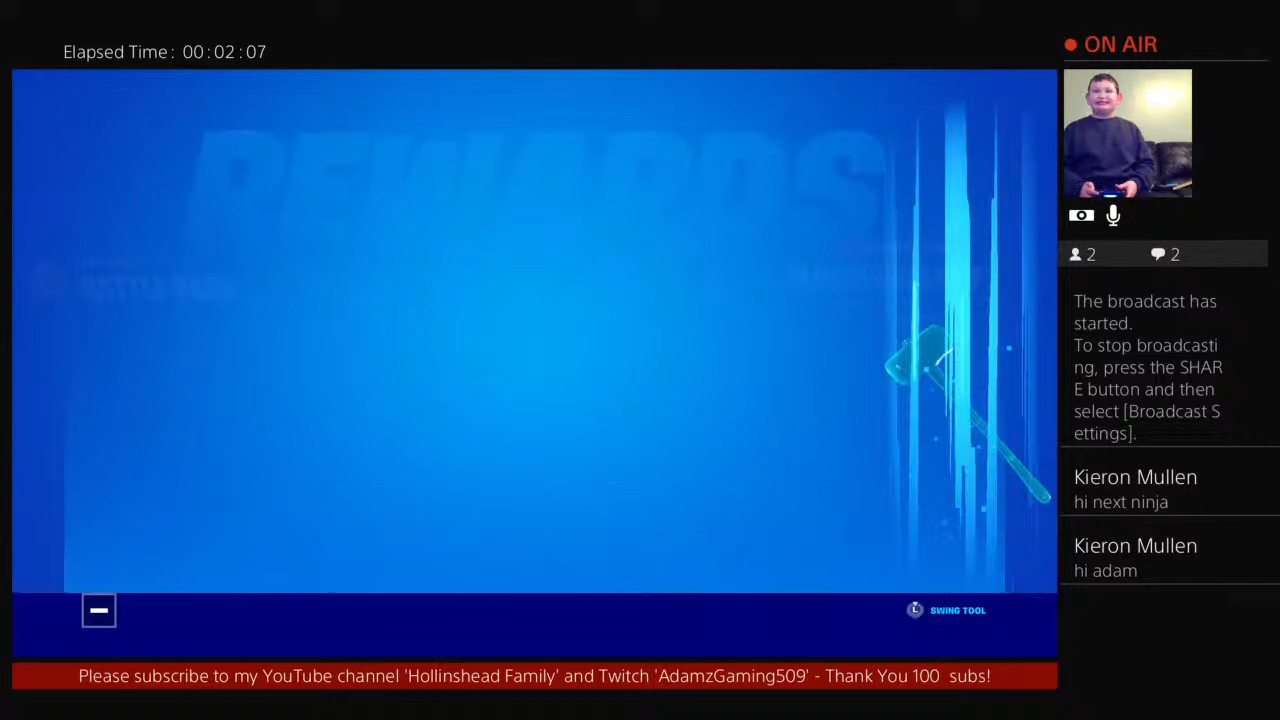 Elapsed Time: 00:02:07
ON AIR
REWARDS
2 2
The broadcast has
started.
To stop broadcasti
ng, press the SHAR
E button and then
select [Broadcast S
ettings].
Kieron Mullen
hi next ninja
Kieron Mullen
hi adam
L SWING TOOL
Please subscribe to my YouTube channel 'Hollinshead Family' and Twitch 'AdamzGaming509' - Thank You 100 subs!